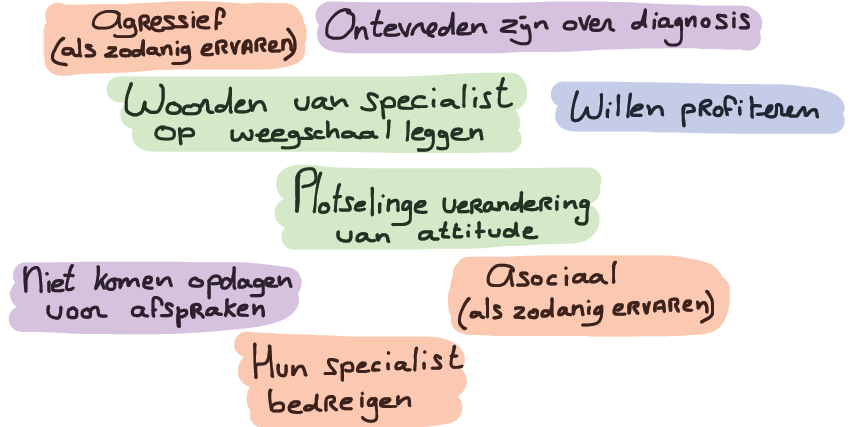 Agressief
(als zodanig ervaren)
Ontevreden zijn over diagnosis
Woorden van specialist
op weegschaal leggen
Willen profiteren
Plotselinge verandering
van attitude
Niet komen opdagen
voor afspraken
Asociaal
(als zodanig ervaren)
Hun specialist
bedreigen